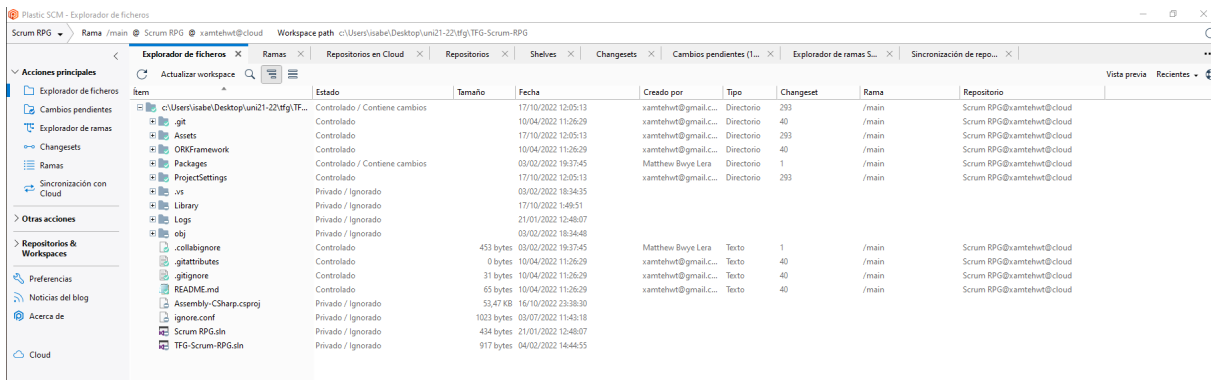 Plastic SCM - Explorador de ficheros
Scrum RPG Rama /main @ Scrum RPG @ xamtehwt@cloud Workspace path c:\Users\isabe\Desktop\uni21-22\tfg\TFG-Scrum-RPG
Explorador de ficheros Ramas Repositorios en Cloud Repositorios Shelves Changesets Cambios pendientes (1... Explorador de ramas S... Sincronización de repo...
Acciones principales
Explorador de ficheros
Cambios pendientes
Explorador de ramas
Changesets
Ramas
Sincronización con
Cloud
Otras acciones
Repositorios &
Workspaces
Preferencias
Noticias del blog
Acerca de
Cloud
Actualizar workspace Vista previa Recientes
Ítem Estado Tamaño Fecha Creado por Tipo Changeset Rama Repositorio
c:\Users\isabe\Desktop\uni21-22\tfg\TF... Controlado / Contiene cambios 17/10/2022 12:05:13 xamtehwt@gmail.c... Directorio 293 /main Scrum RPG@xamtehwt@cloud
.git Controlado 10/04/2022 11:26:29 xamtehwt@gmail.c... Directorio 40 /main Scrum RPG@xamtehwt@cloud
Assets Controlado 17/10/2022 12:05:13 xamtehwt@gmail.c... Directorio 293 /main Scrum RPG@xamtehwt@cloud
ORKFramework Controlado 10/04/2022 11:26:29 xamtehwt@gmail.c... Directorio 40 /main Scrum RPG@xamtehwt@cloud
Packages Controlado / Contiene cambios 03/02/2022 19:37:45 Matthew Bwye Lera Directorio 1 /main Scrum RPG@xamtehwt@cloud
ProjectSettings Controlado 17/10/2022 12:05:13 xamtehwt@gmail.c... Directorio 293 /main Scrum RPG@xamtehwt@cloud
.vs Privado / Ignorado 03/02/2022 18:34:35
Library Privado / Ignorado 17/10/2022 1:49:51
Logs Privado / Ignorado 21/01/2022 12:48:07
obj Privado / Ignorado 03/02/2022 18:34:48
.collabignore Controlado 453 bytes 03/02/2022 19:37:45 Matthew Bwye Lera Texto 1 /main Scrum RPG@xamtehwt@cloud
.gitattributes Controlado 0 bytes 10/04/2022 11:26:29 xamtehwt@gmail.c... Texto 40 /main Scrum RPG@xamtehwt@cloud
.gitignore Controlado 31 bytes 10/04/2022 11:26:29 xamtehwt@gmail.c... Texto 40 /main Scrum RPG@xamtehwt@cloud
README.md Controlado 65 bytes 10/04/2022 11:26:29 xamtehwt@gmail.c... Texto 40 /main Scrum RPG@xamtehwt@cloud
Assembly-CSharp.csproj Privado / Ignorado 53,47 KB 16/10/2022 23:38:30
ignore.conf Privado / Ignorado 1023 bytes 03/07/2022 11:43:18
Scrum RPG.sln Privado / Ignorado 434 bytes 21/01/2022 12:48:07
TFG-Scrum-RPG.sln Privado / Ignorado 917 bytes 04/02/2022 14:44:55